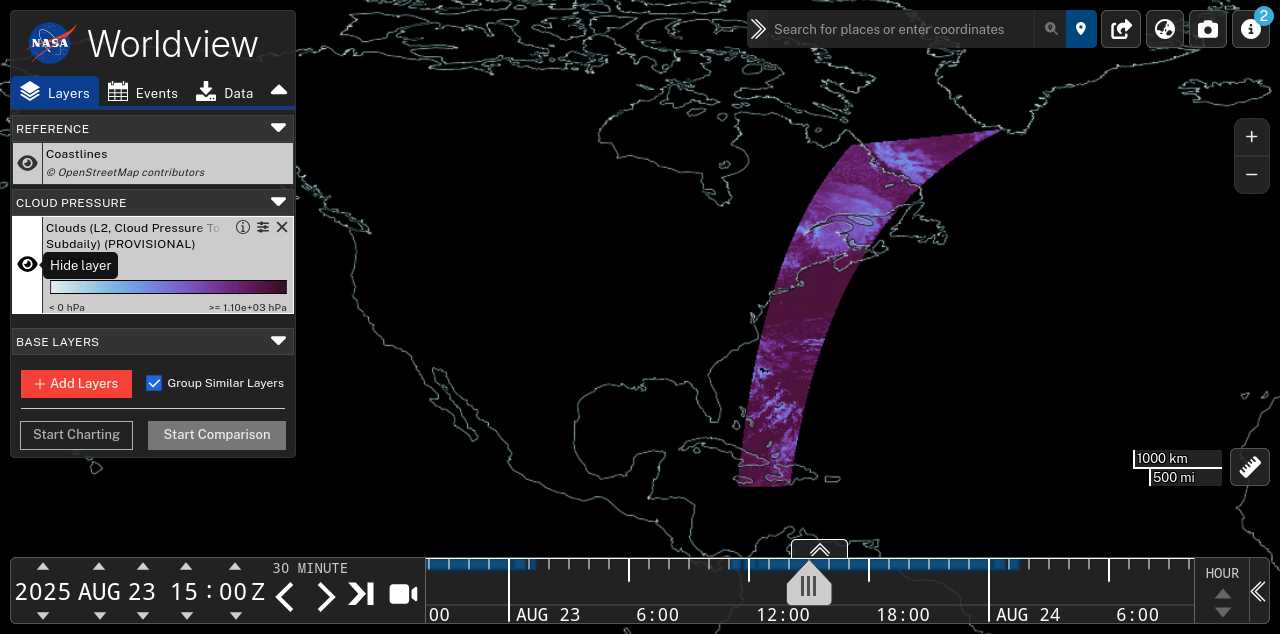 NASA
Worldview
Search for places or enter coordinates
2
Layers
Events
Data
REFERENCE
Coastlines
© OpenStreetMap contributors
CLOUD PRESSURE
Clouds (L2, Cloud Pressure To
Subdaily) (PROVISIONAL)
Hide layer
< 0 hPa
>= 1.10e+03 hPa
BASE LAYERS
+ Add Layers
Group Similar Layers
Start Charting
Start Comparison
1000 km
500 mi
2025 AUG 23 15 : 00 Z
30 MINUTE
00
AUG 23
6:00
12:00
18:00
AUG 24
6:00
HOUR